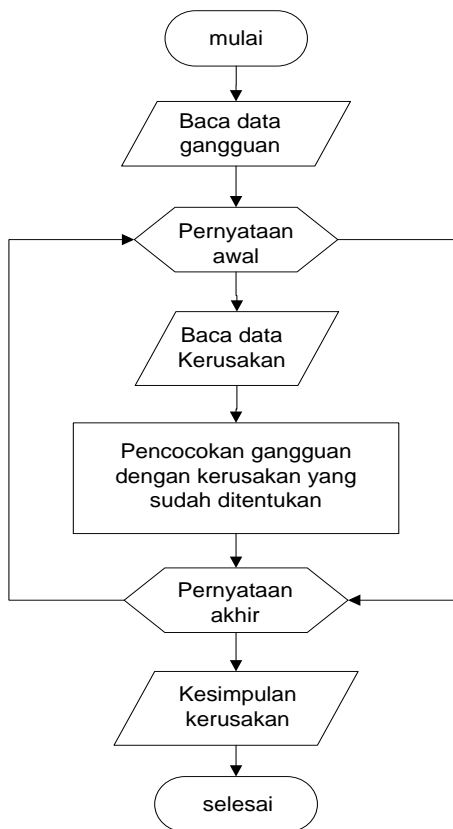 mulai
Baca data
gangguan
Pernyataan
awal
Baca data
Kerusakan
Pencocokan gangguan
dengan kerusakan yang
sudah ditentukan
Pernyataan
akhir
Kesimpulan
kerusakan
selesai